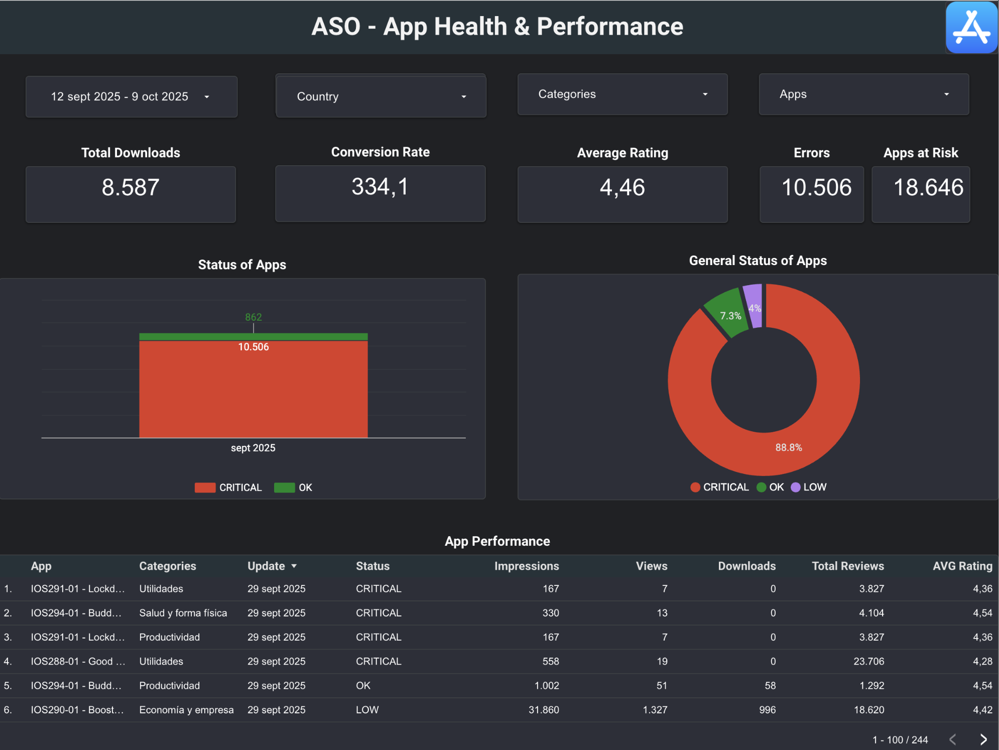 ASO - App Health & Performance
12 sept 2025 - 9 oct 2025
Country
Categories
Apps
Total Downloads
8.587
Conversion Rate
334,1
Average Rating
4,46
Errors
10.506
Apps at Risk
18.646
Status of Apps
862
10.506
sept 2025
CRITICAL OK
General Status of Apps
7.3%
4%
88.8%
CRITICAL OK LOW
App Performance
App Categories Update Status Impressions Views Downloads Total Reviews AVG Rating
1. IOS291-01 - Lockd... Utilidades 29 sept 2025 CRITICAL 167 7 0 3.827 4,36
2. IOS294-01 - Budd... Salud y forma física 29 sept 2025 CRITICAL 330 13 0 4.104 4,54
3. IOS291-01 - Lockd... Productividad 29 sept 2025 CRITICAL 167 7 0 3.827 4,36
4. IOS288-01 - Good ... Utilidades 29 sept 2025 CRITICAL 558 19 0 23.706 4,28
5. IOS294-01 - Budd... Productividad 29 sept 2025 OK 1.002 51 58 1.292 4,54
6. IOS290-01 - Boost... Economía y empresa 29 sept 2025 LOW 31.860 1.327 996 18.620 4,42
1 - 100 / 244